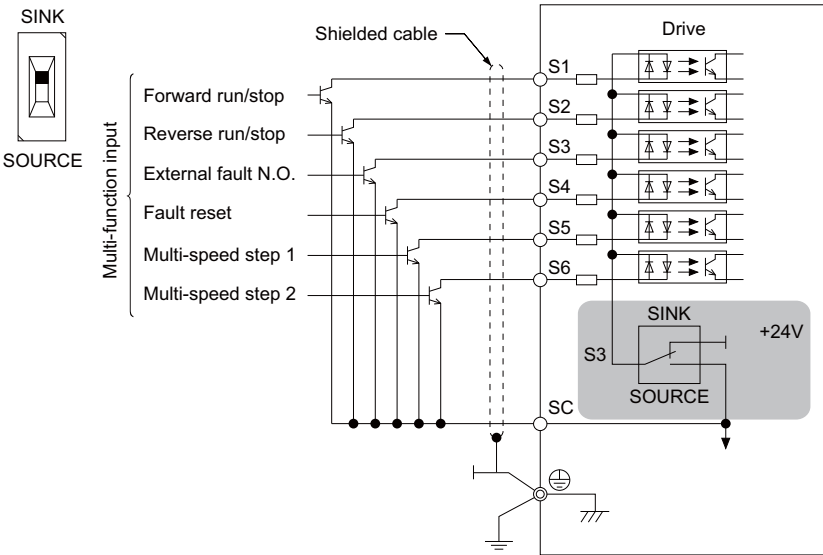 SINK
SOURCE
Multi-function input
Forward run/stop
Reverse run/stop
External fault N.O.
Fault reset
Multi-speed step 1
Multi-speed step 2
Shielded cable
Drive
S1
S2
S3
S4
S5
S6
SINK
+24V
S3
SOURCE
SC